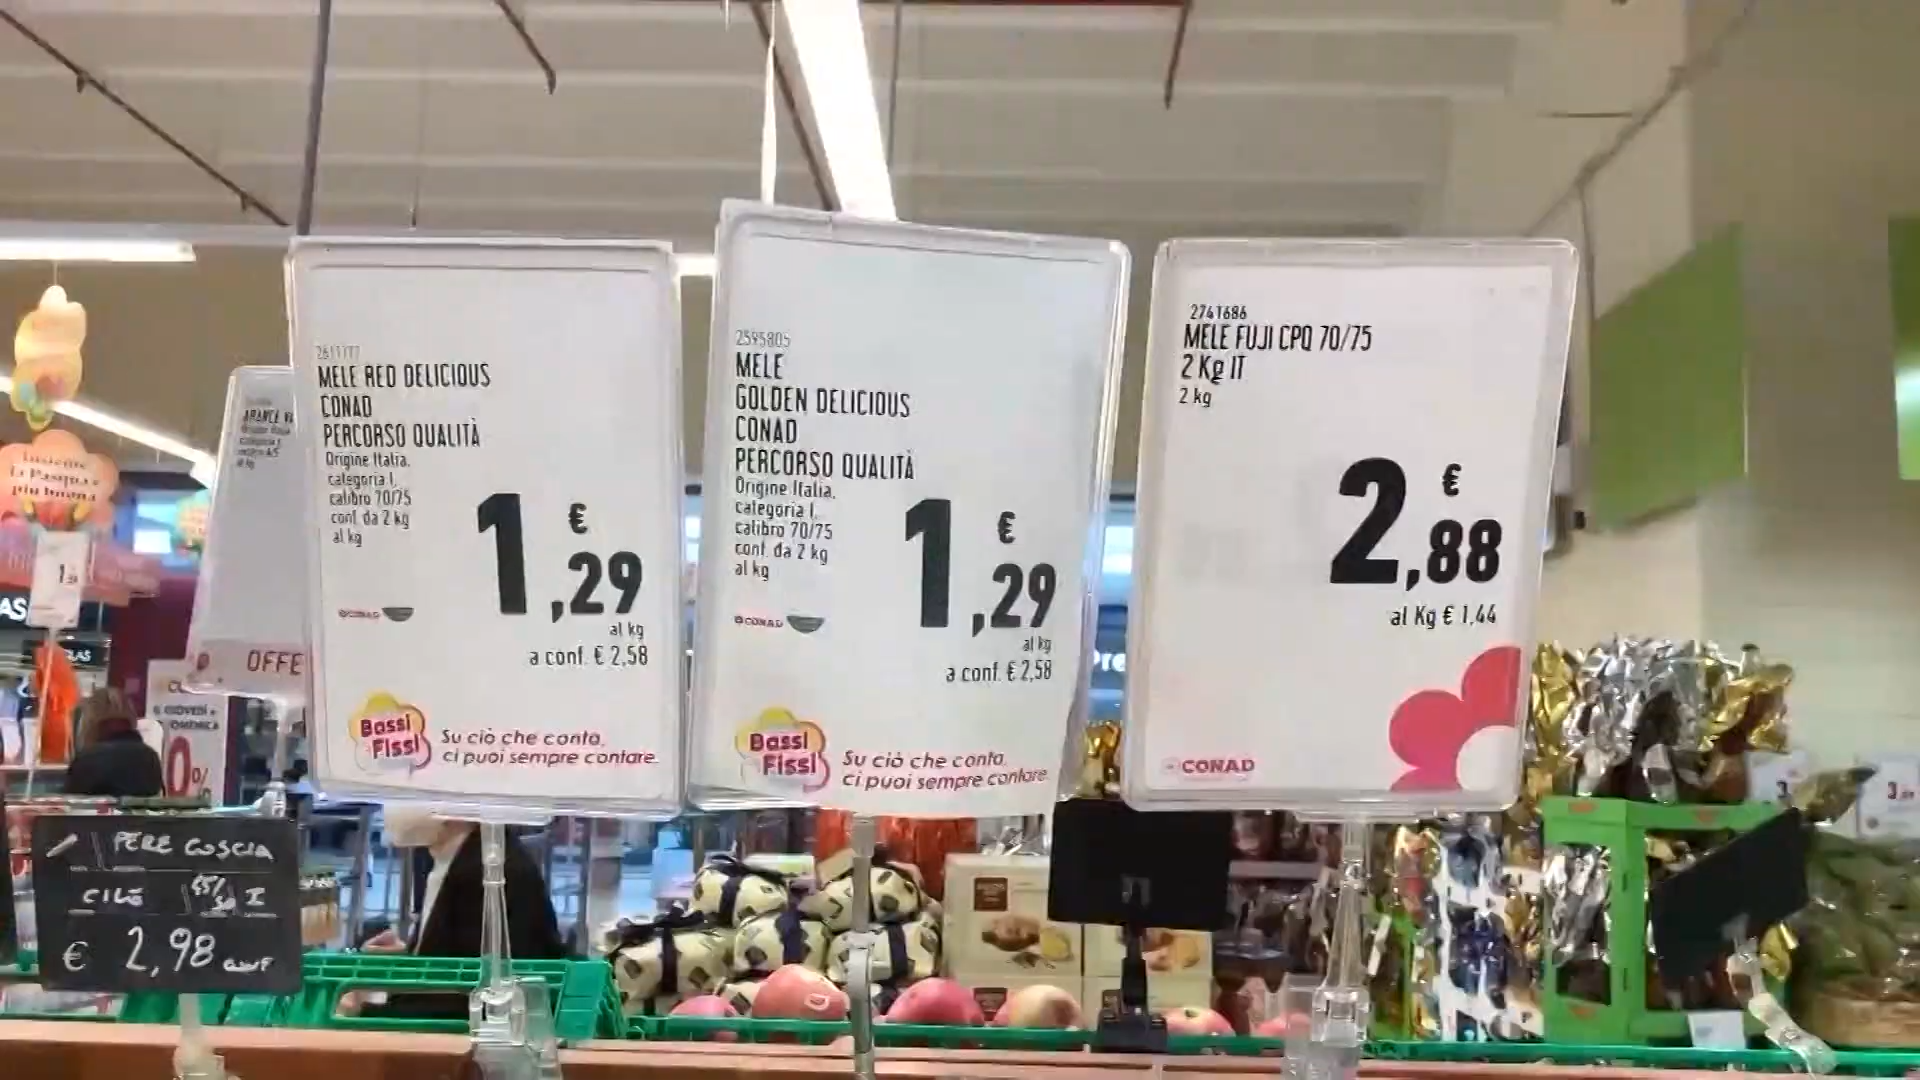 MELE RED DELICIOUS
CONAD
PERCORSO QUALITÀ
Origine Italia,
categoria I,
calibro 70/75
conf. da 2 kg
al kg
1,29 €
al kg
a conf. € 2,58
CONAD
Bassi
Fissi
Su ciò che conta,
ci puoi sempre contare.
2595805
MELE
GOLDEN DELICIOUS
CONAD
PERCORSO QUALITÀ
Origine Italia,
categoria I,
calibro 70/75
conf. da 2 kg
al kg
1,29 €
al kg
a conf. € 2,58
CONAD
Bassi
Fissi
Su ciò che conta,
ci puoi sempre contare.
2741686
MELE FUJI CPQ 70/75
2 Kg IT
2 kg
2,88 €
al Kg € 1,44
CONAD
OFFE
PERE COSCIA
CILE I
€ 2,98